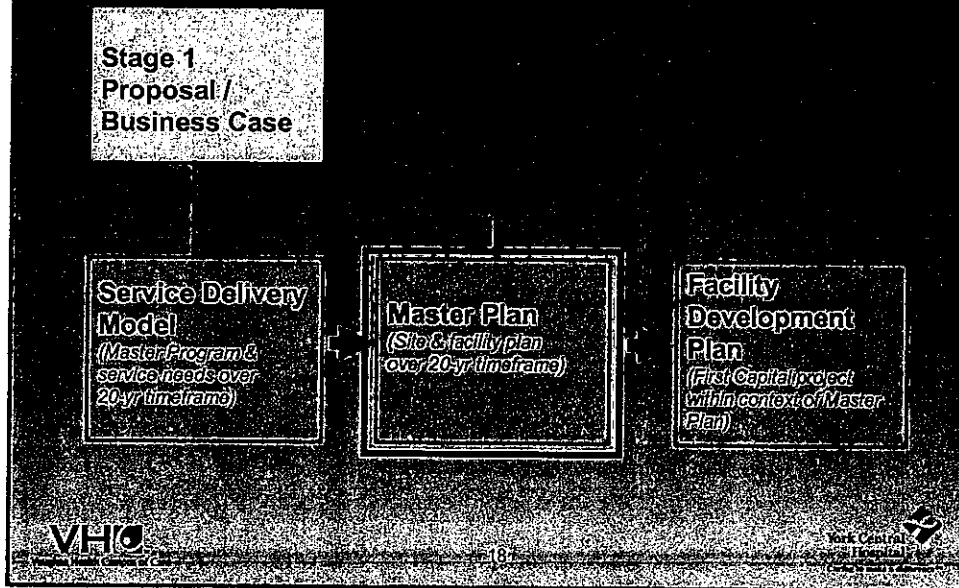 Stage 1
Proposal /
Business Case
Service Delivery
Model
(Master Program &
service needs over
20-yr timeframe)
Master Plan
(Site & facility plan
over 20-yr timeframe)
Facility
Development
Plan
(First Capital project
within context of Master
Plan)
York Central
Hospital